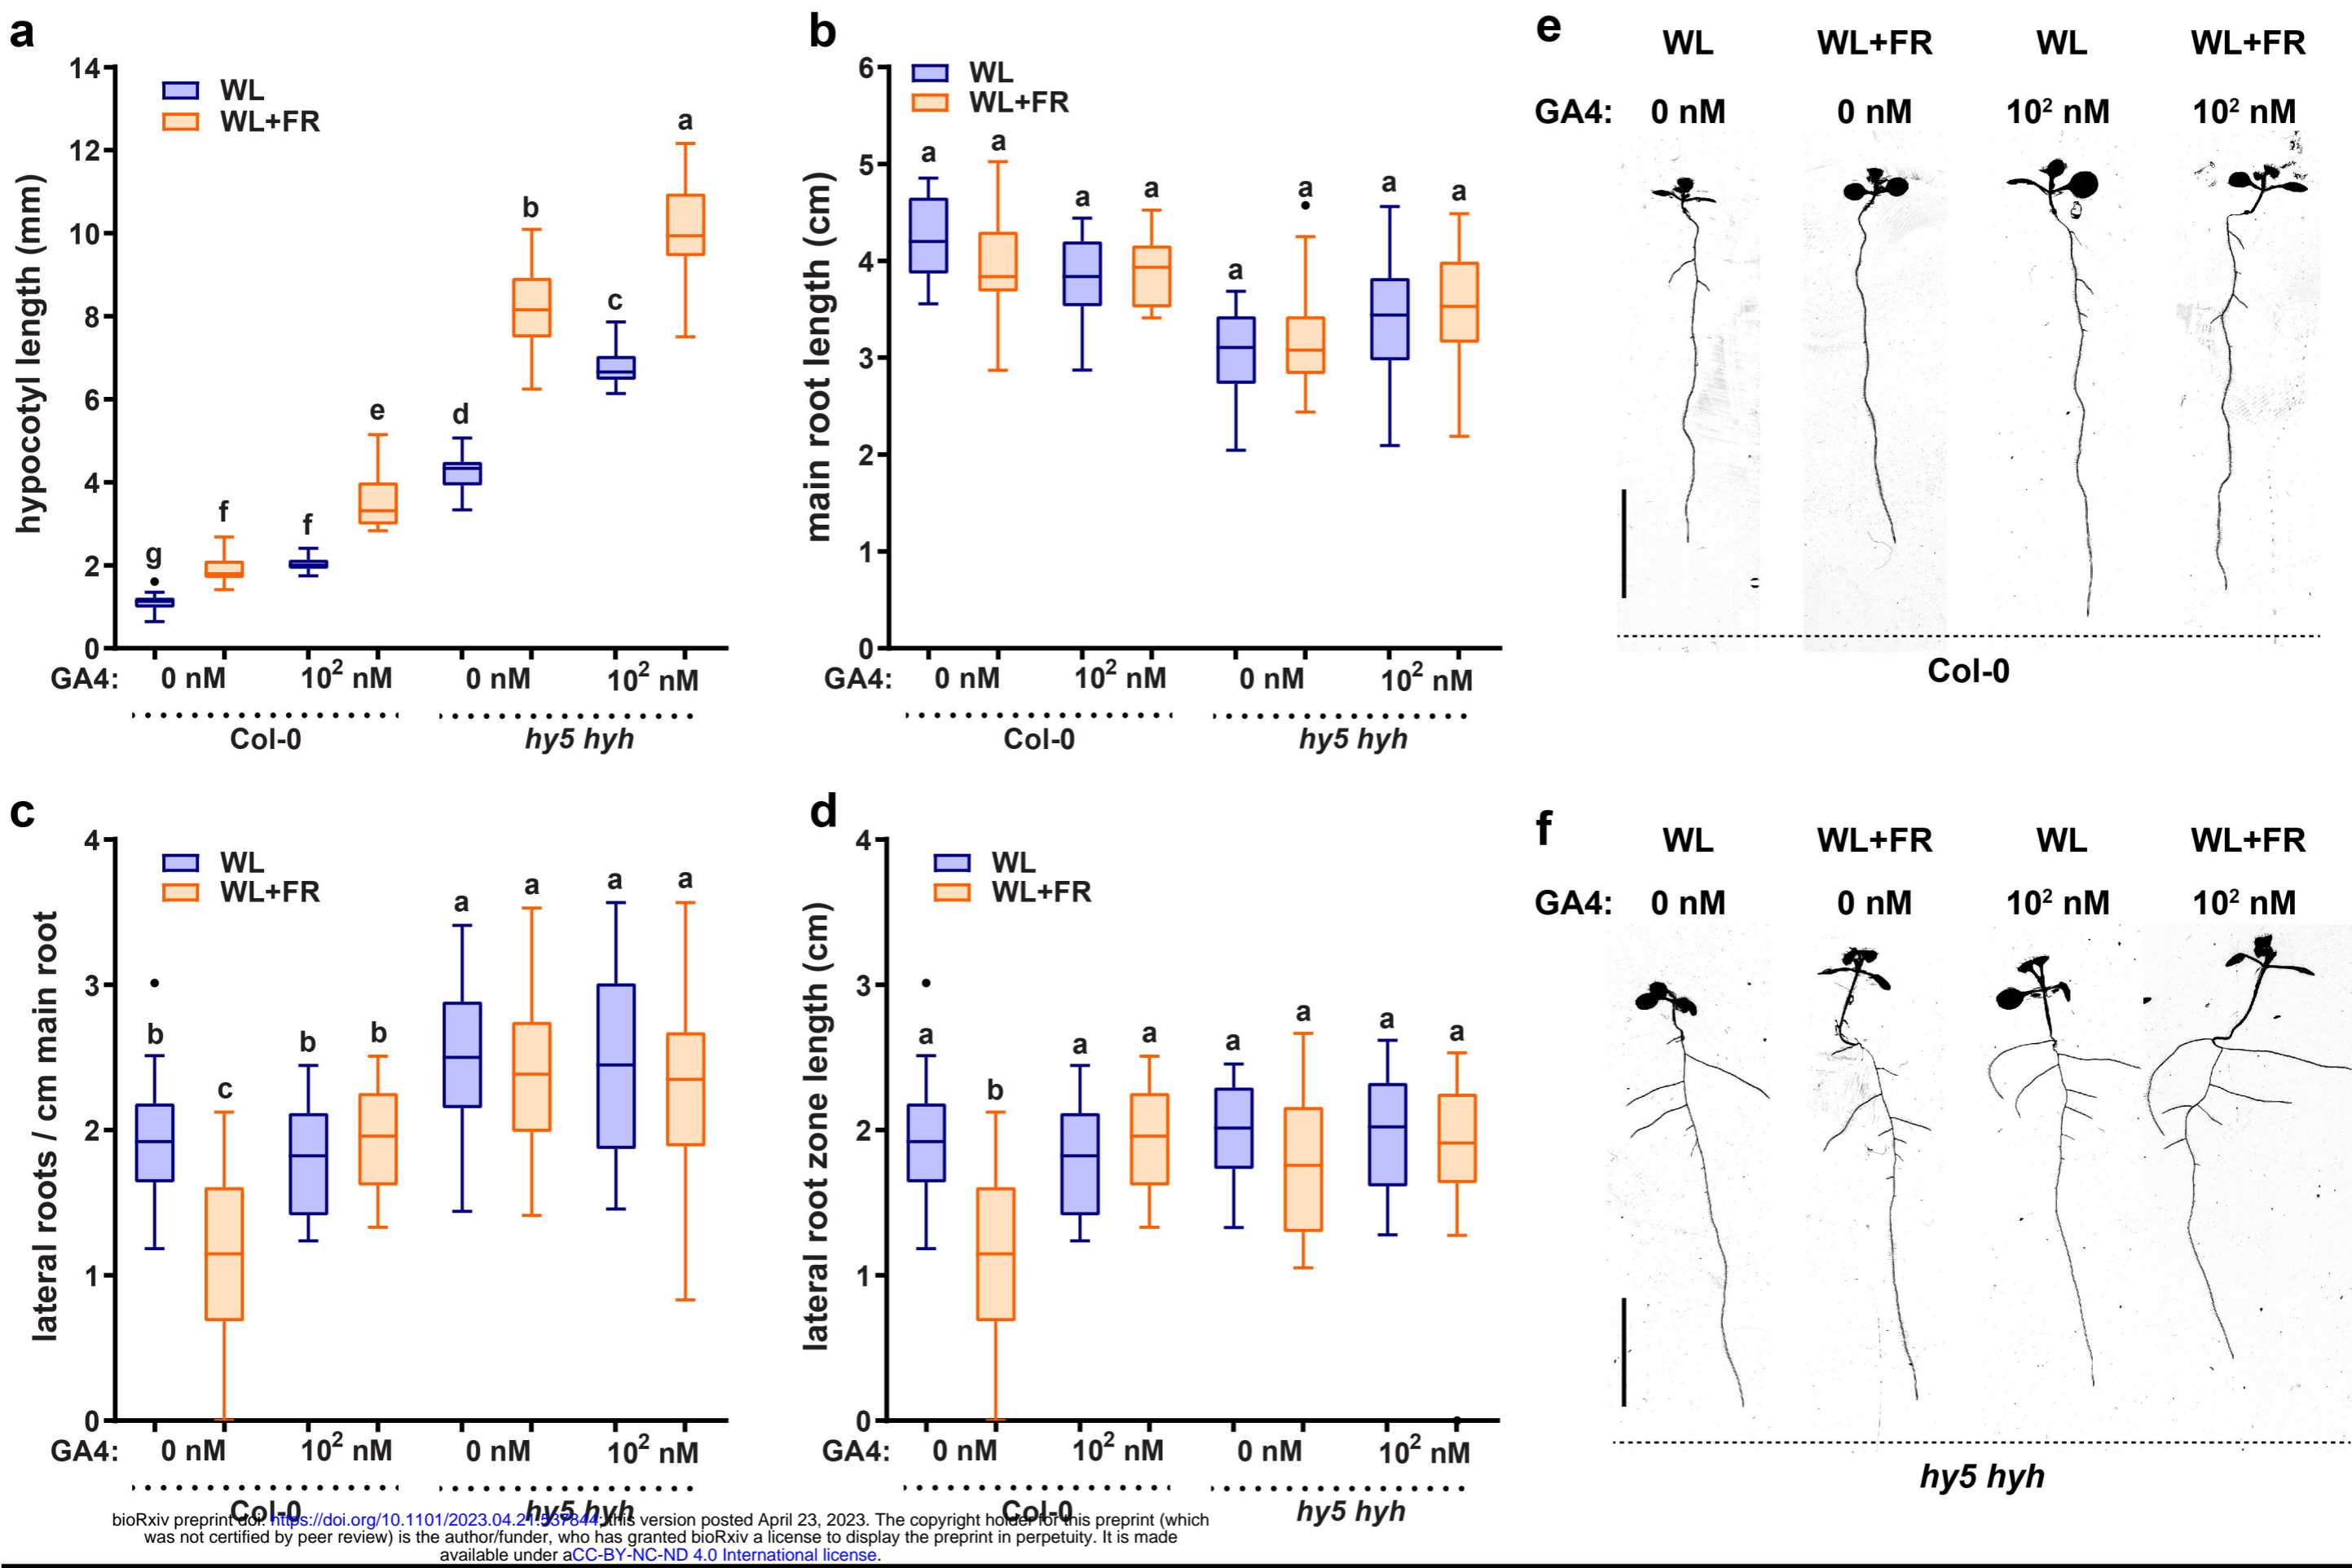 a
hypocotyl length (mm)
14
12
10
8
6
4
2
0
WL
WL+FR
g
f
f
e
d
b
c
a
GA4: 0 nM 10² nM 0 nM 10² nM
Col-0 hy5 hyh
b
main root length (cm)
6
5
4
3
2
1
0
WL
WL+FR
a
a
a
a
a
a
a
a
GA4: 0 nM 10² nM 0 nM 10² nM
Col-0 hy5 hyh
e
WL WL+FR WL WL+FR
GA4: 0 nM 0 nM 10² nM 10² nM
Col-0
c
lateral roots / cm main root
4
3
2
1
0
WL
WL+FR
b
c
b
b
a
a
a
a
GA4: 0 nM 10² nM 0 nM 10² nM
Col-0 hy5 hyh
d
lateral root zone length (cm)
4
3
2
1
0
WL
WL+FR
a
b
a
a
a
a
a
a
GA4: 0 nM 10² nM 0 nM 10² nM
Col-0 hy5 hyh
f
WL WL+FR WL WL+FR
GA4: 0 nM 0 nM 10² nM 10² nM
hy5 hyh
bioRxiv preprint doi: https://doi.org/10.1101/2023.04.21.537844; this version posted April 23, 2023. The copyright holder for this preprint (which
was not certified by peer review) is the author/funder, who has granted bioRxiv a license to display the preprint in perpetuity. It is made
available under aCC-BY-NC-ND 4.0 International license.